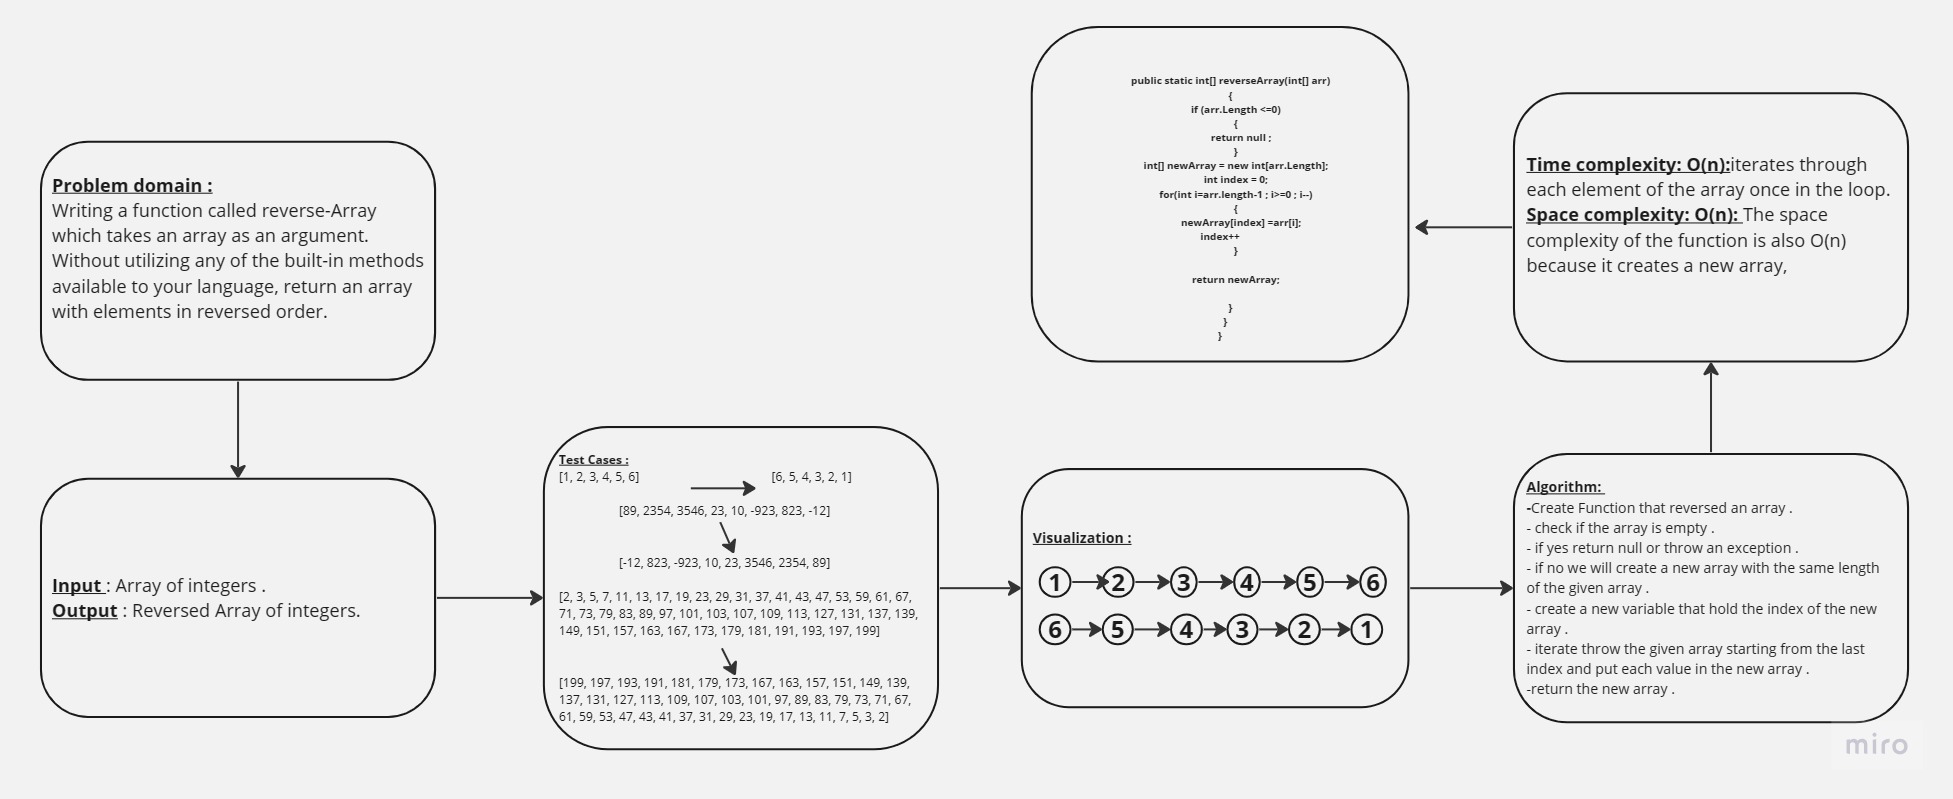 Problem domain :
Writing a function called reverse-Array
which takes an array as an argument.
Without utilizing any of the built-in methods
available to your language, return an array
with elements in reversed order.
Input : Array of integers .
Output : Reversed Array of integers.
Test Cases :
[1, 2, 3, 4, 5, 6] [6, 5, 4, 3, 2, 1]
[89, 2354, 3546, 23, 10, -923, 823, -12]
[-12, 823, -923, 10, 23, 3546, 2354, 89]
[2, 3, 5, 7, 11, 13, 17, 19, 23, 29, 31, 37, 41, 43, 47, 53, 59, 61, 67,
71, 73, 79, 83, 89, 97, 101, 103, 107, 109, 113, 127, 131, 137, 139,
149, 151, 157, 163, 167, 173, 179, 181, 191, 193, 197, 199]
[199, 197, 193, 191, 181, 179, 173, 167, 163, 157, 151, 149, 139,
137, 131, 127, 113, 109, 107, 103, 101, 97, 89, 83, 79, 73, 71, 67,
61, 59, 53, 47, 43, 41, 37, 31, 29, 23, 19, 17, 13, 11, 7, 5, 3, 2]
Visualization :
1 2 3 4 5 6
6 5 4 3 2 1
Algorithm:
-Create Function that reversed an array .
- check if the array is empty .
- if yes return null or throw an exception .
- if no we will create a new array with the same length
of the given array .
- create a new variable that hold the index of the new
array .
- iterate throw the given array starting from the last
index and put each value in the new array .
-return the new array .
Time complexity: O(n):iterates through
each element of the array once in the loop.
Space complexity: O(n): The space
complexity of the function is also O(n)
because it creates a new array,
public static int[] reverseArray(int[] arr)
{
if (arr.Length <=0)
{
return null ;
}
int[] newArray = new int[arr.Length];
int index = 0;
for(int i=arr.length-1 ; i>=0 ; i--)
{
newArray[index] =arr[i];
index++
}
return newArray;
}
}
}
miro